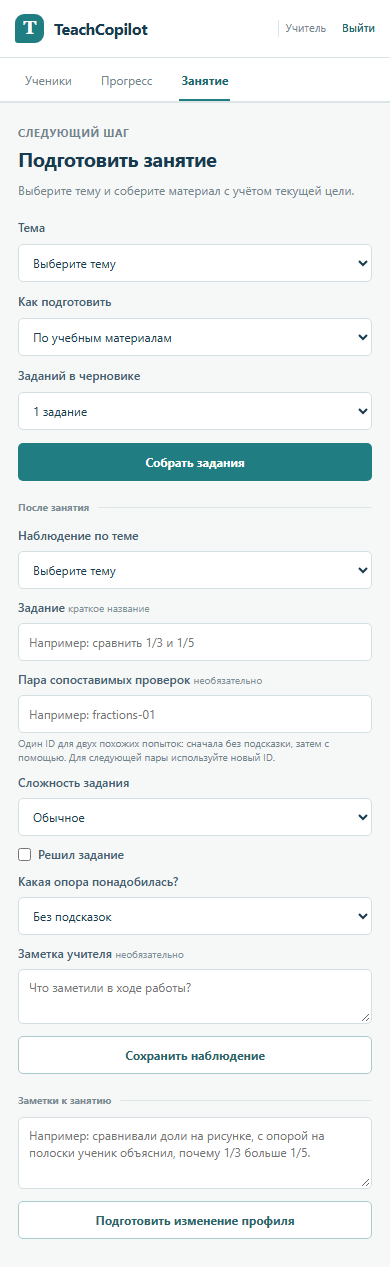 T TeachCopilot Учитель Выйти
Ученики Прогресс Занятие
СЛЕДУЮЩИЙ ШАГ
Подготовить занятие
Выберите тему и соберите материал с учётом текущей цели.
Тема
Выберите тему
Как подготовить
По учебным материалам
Заданий в черновике
1 задание
Собрать задания
После занятия
Наблюдение по теме
Выберите тему
Задание краткое название
Например: сравнить 1/3 и 1/5
Пара сопоставимых проверок необязательно
Например: fractions-01
Один ID для двух похожих попыток: сначала без подсказки, затем с
помощью. Для следующей пары используйте новый ID.
Сложность задания
Обычное
Решил задание
Какая опора понадобилась?
Без подсказок
Заметка учителя необязательно
Что заметили в ходе работы?
Сохранить наблюдение
Заметки к занятию
Например: сравнивали доли на рисунке, с опорой на
полоски ученик объяснил, почему 1/3 больше 1/5.
Подготовить изменение профиля